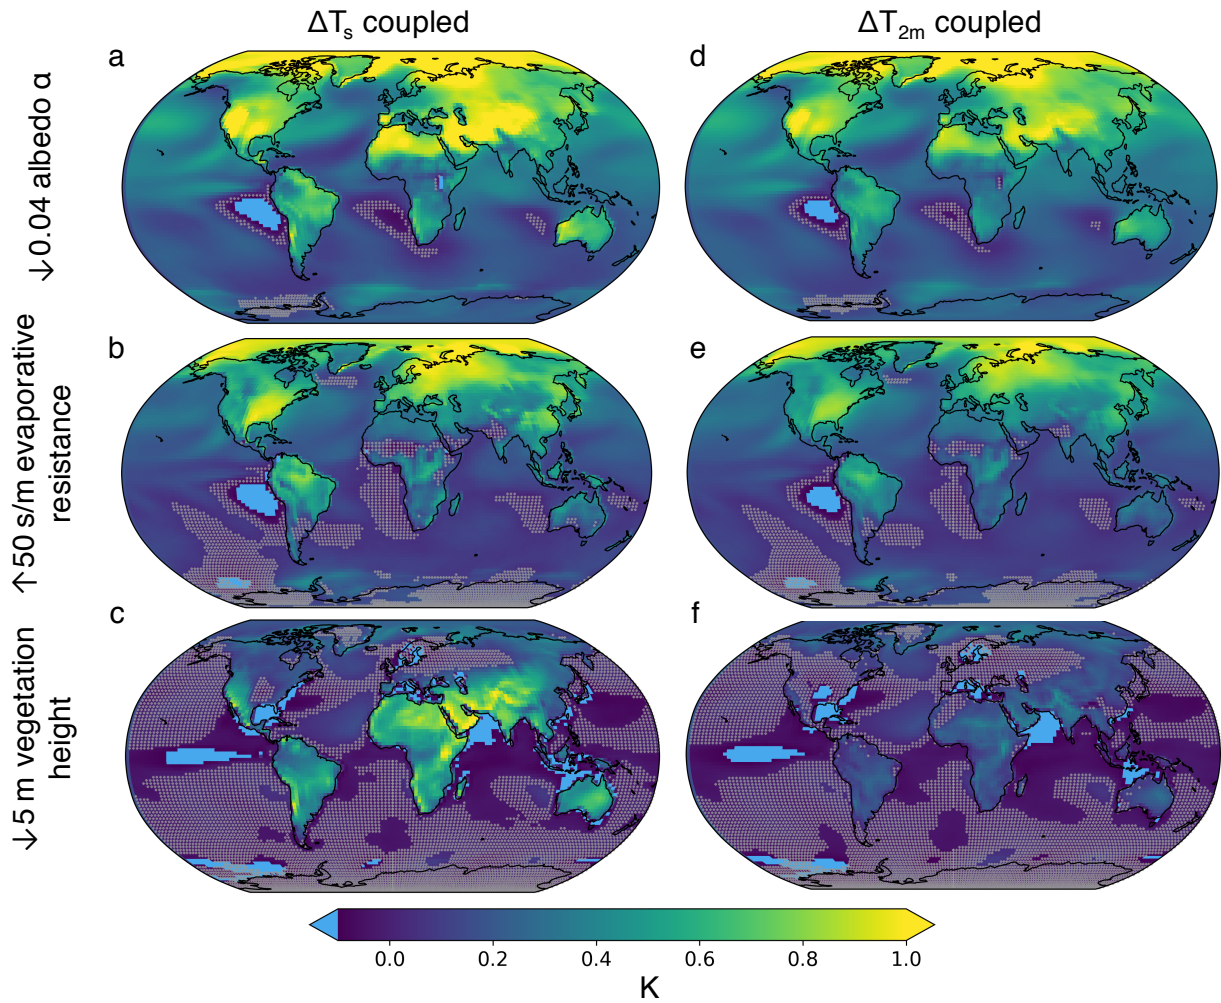 ΔTs coupled
ΔT2m coupled
a
d
↓0.04 albedo α
b
e
↑50 s/m evaporative
resistance
c
f
↓5 m vegetation
height
0.0 0.2 0.4 0.6 0.8 1.0
K